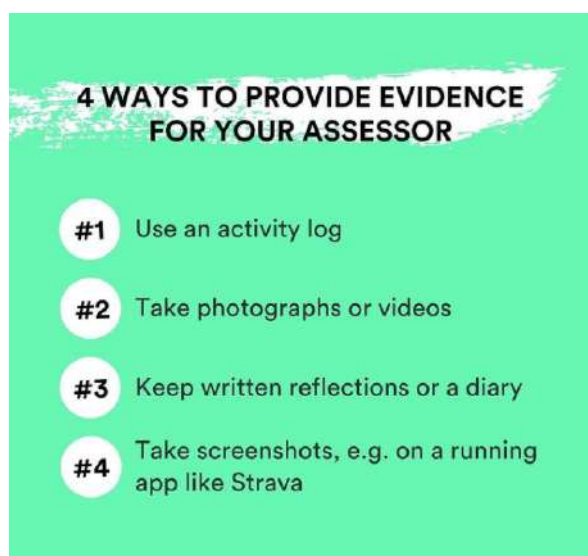 4 WAYS TO PROVIDE EVIDENCE
FOR YOUR ASSESSOR
#1 Use an activity log
#2 Take photographs or videos
#3 Keep written reflections or a diary
#4 Take screenshots, e.g. on a running
app like Strava